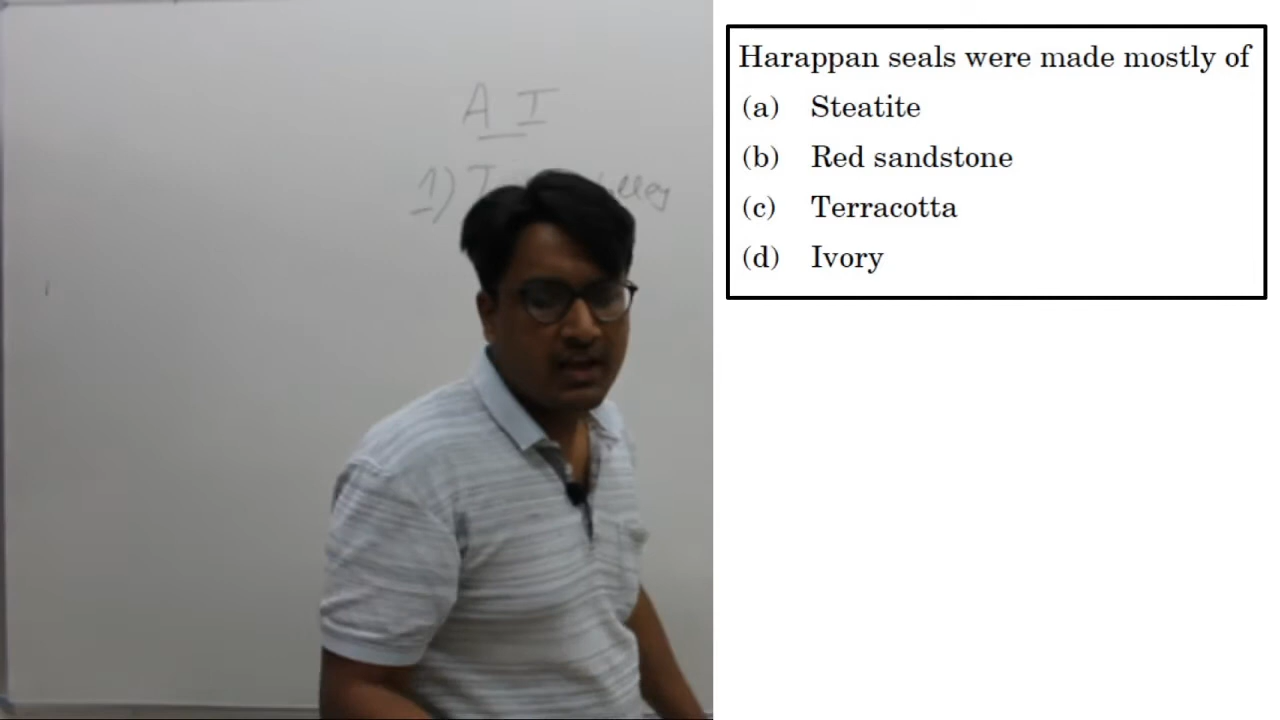 A I
1)
Harappan seals were made mostly of
(a) Steatite
(b) Red sandstone
(c) Terracotta
(d) Ivory